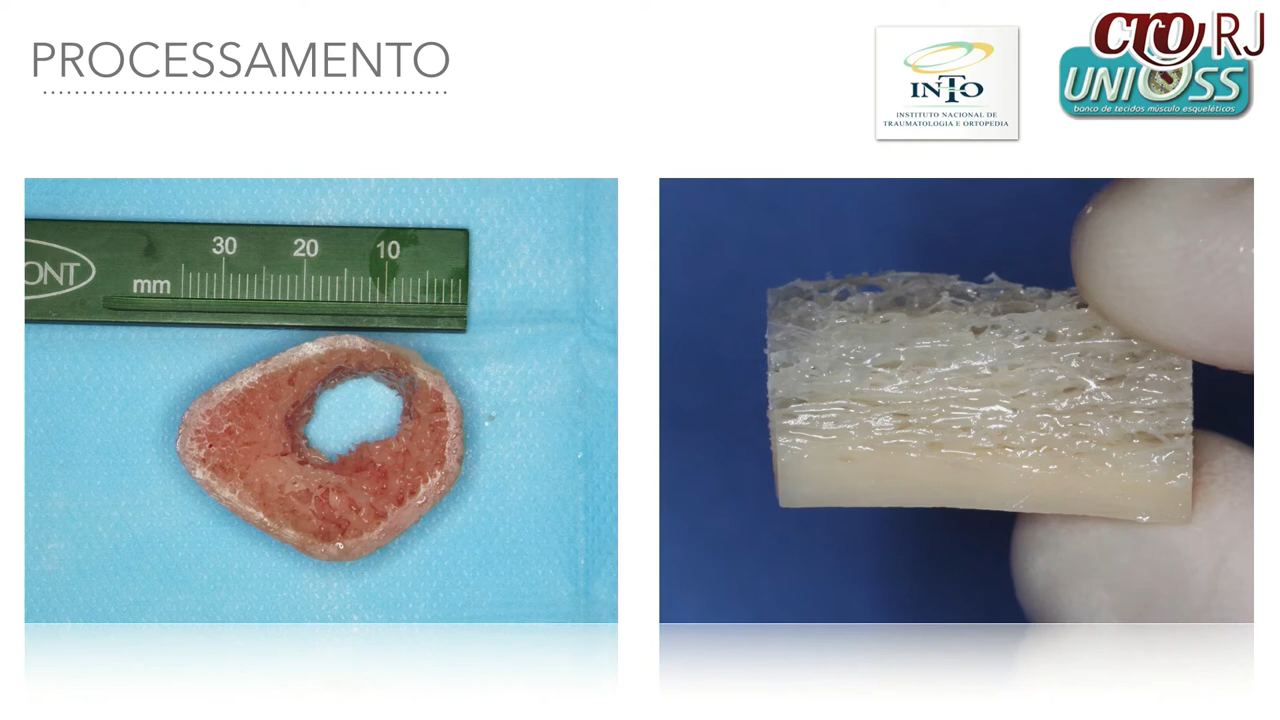 PROCESSAMENTO
INTO
INSTITUTO NACIONAL DE
TRAUMATOLOGIA E ORTOPEDIA
CRO RJ
UNIOSS
banco de tecidos músculo esqueléticos
30 20 10
mm
ONT